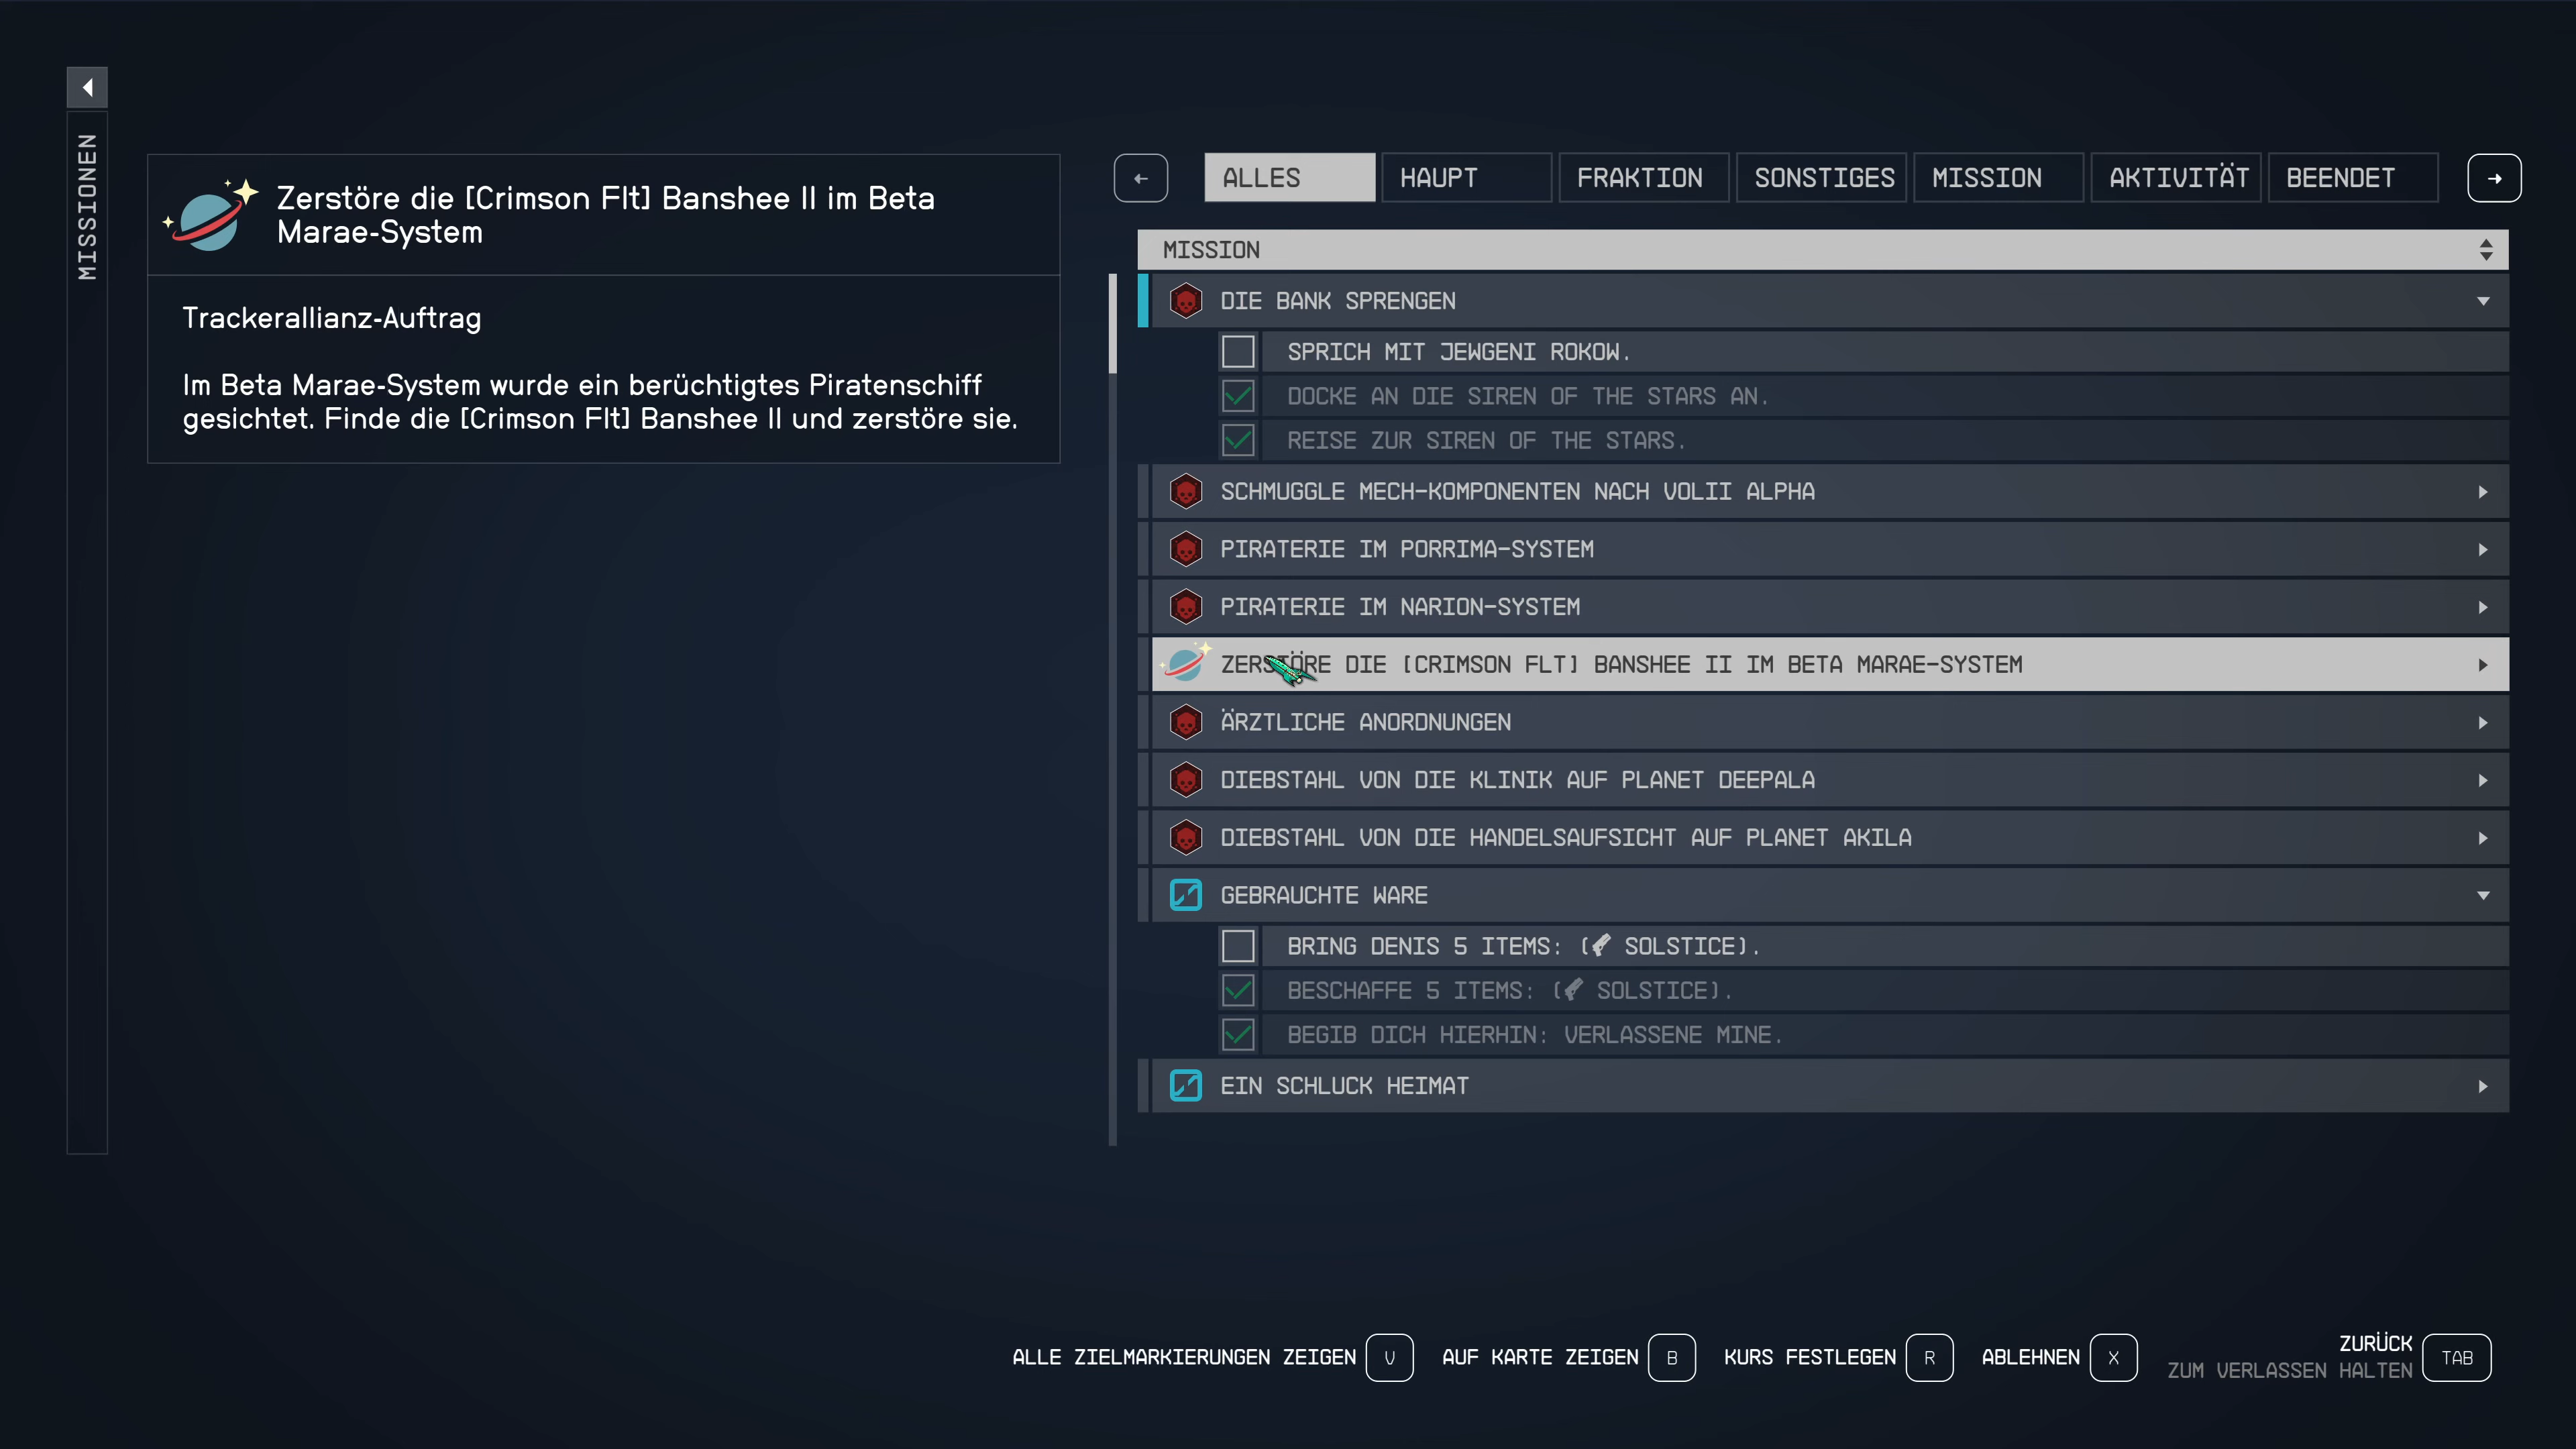 MISSIONEN
Zerstöre die [Crimson Flt] Banshee II im Beta
Marae-System
Trackerallianz-Auftrag
Im Beta Marae-System wurde ein berüchtigtes Piratenschiff
gesichtet. Finde die [Crimson Flt] Banshee II und zerstöre sie.
ALLES HAUPT FRAKTION SONSTIGES MISSION AKTIVITÄT BEENDET
MISSION
DIE BANK SPRENGEN
SPRICH MIT JEWGENI ROKOW.
DOCKE AN DIE SIREN OF THE STARS AN.
REISE ZUR SIREN OF THE STARS.
SCHMUGGLE MECH-KOMPONENTEN NACH VOLII ALPHA
PIRATERIE IM PORRIMA-SYSTEM
PIRATERIE IM NARION-SYSTEM
ZERSTÖRE DIE [CRIMSON FLT] BANSHEE II IM BETA MARAE-SYSTEM
ÄRZTLICHE ANORDNUNGEN
DIEBSTAHL VON DIE KLINIK AUF PLANET DEEPALA
DIEBSTAHL VON DIE HANDELSAUFSICHT AUF PLANET AKILA
GEBRAUCHTE WARE
BRING DENIS 5 ITEMS: ( SOLSTICE).
BESCHAFFE 5 ITEMS: ( SOLSTICE).
BEGIB DICH HIERHIN: VERLASSENE MINE.
EIN SCHLUCK HEIMAT
ALLE ZIELMARKIERUNGEN ZEIGEN V AUF KARTE ZEIGEN B KURS FESTLEGEN R ABLEHNEN X ZURÜCK TAB
ZUM VERLASSEN HALTEN